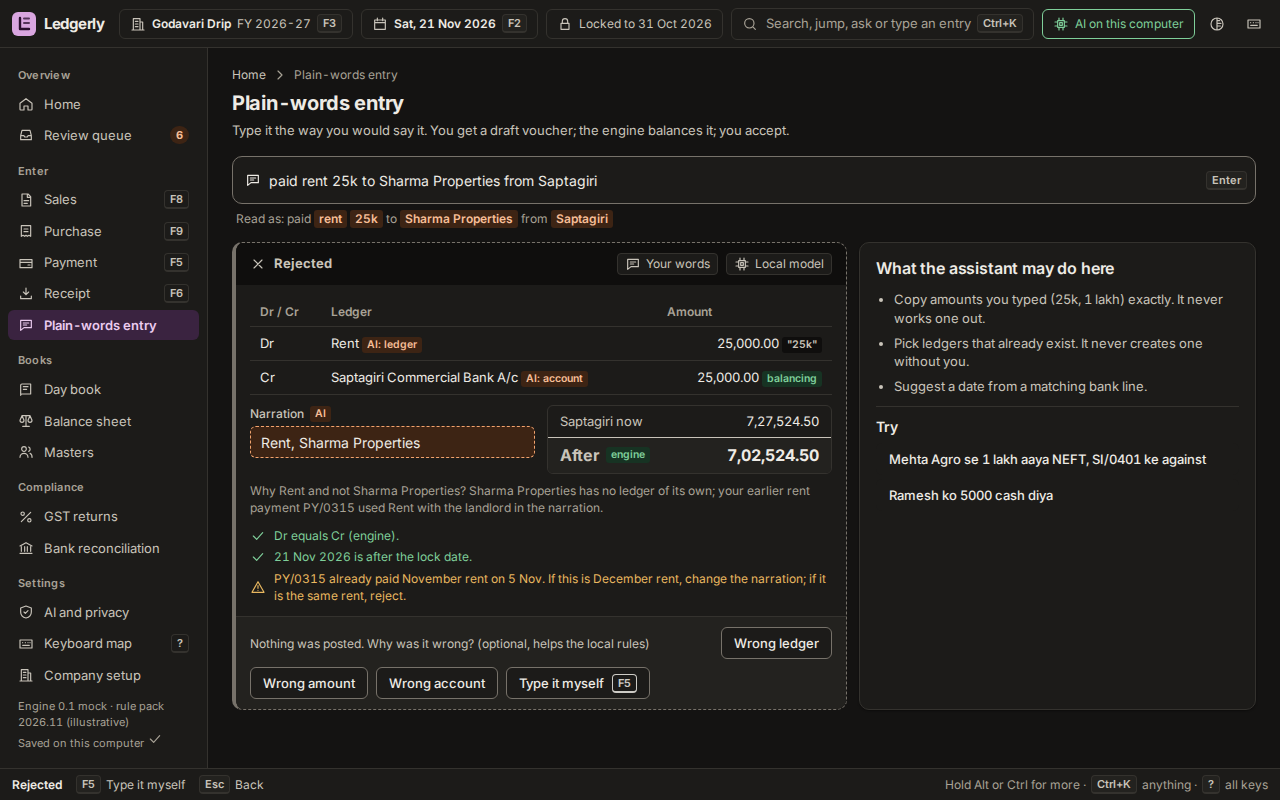 Ledgerly
Godavari Drip FY 2026-27 F3
Sat, 21 Nov 2026 F2
Locked to 31 Oct 2026
Search, jump, ask or type an entry Ctrl+K
AI on this computer
Overview
Home
Review queue 6
Enter
Sales F8
Purchase F9
Payment F5
Receipt F6
Plain-words entry
Books
Day book
Balance sheet
Masters
Compliance
GST returns
Bank reconciliation
Settings
AI and privacy
Keyboard map ?
Company setup
Engine 0.1 mock · rule pack
2026.11 (illustrative)
Saved on this computer
Home > Plain-words entry
Plain-words entry
Type it the way you would say it. You get a draft voucher; the engine balances it; you accept.
paid rent 25k to Sharma Properties from Saptagiri Enter
Read as: paid rent 25k to Sharma Properties from Saptagiri
Rejected Your words Local model
Dr / Cr Ledger Amount
Dr Rent AI: ledger 25,000.00 "25k"
Cr Saptagiri Commercial Bank A/c AI: account 25,000.00 balancing
Narration AI
Rent, Sharma Properties
Saptagiri now 7,27,524.50
After engine 7,02,524.50
Why Rent and not Sharma Properties? Sharma Properties has no ledger of its own; your earlier rent
payment PY/0315 used Rent with the landlord in the narration.
Dr equals Cr (engine).
21 Nov 2026 is after the lock date.
PY/0315 already paid November rent on 5 Nov. If this is December rent, change the narration; if it
is the same rent, reject.
Nothing was posted. Why was it wrong? (optional, helps the local rules) Wrong ledger
Wrong amount Wrong account Type it myself F5
What the assistant may do here
• Copy amounts you typed (25k, 1 lakh) exactly. It never
works one out.
• Pick ledgers that already exist. It never creates one
without you.
• Suggest a date from a matching bank line.
Try
Mehta Agro se 1 lakh aaya NEFT, SI/0401 ke against
Ramesh ko 5000 cash diya
Rejected F5 Type it myself Esc Back
Hold Alt or Ctrl for more · Ctrl+K anything · ? all keys